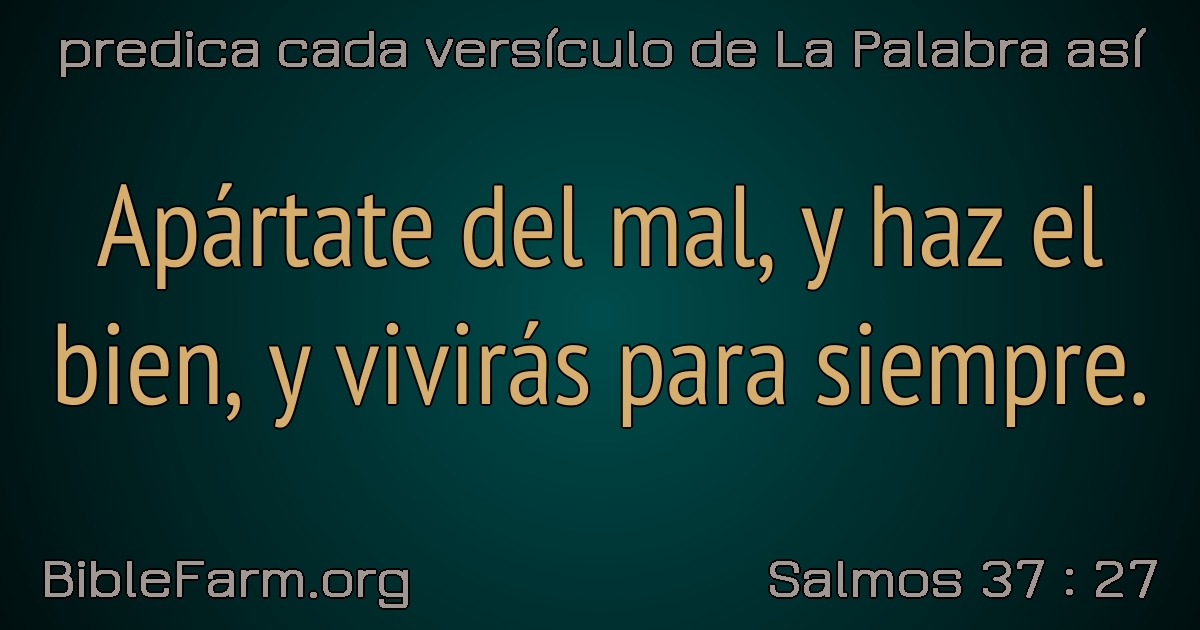 predica cada versículo de La Palabra así
Apártate del mal, y haz el
bien, y vivirás para siempre.
BibleFarm.org
Salmos 37 : 27